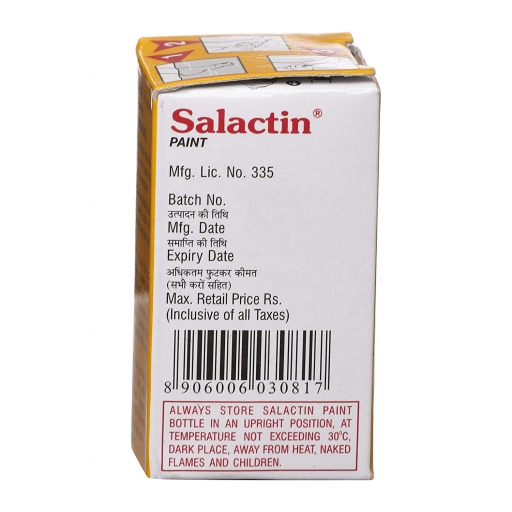 2
1
Salactin®
PAINT
Mfg. Lic. No. 335
Batch No.
उत्पादन की तिथि
Mfg. Date
समाप्ति की तिथि
Expiry Date
अधिकतम फुटकर कीमत
(सभी करों सहित)
Max. Retail Price Rs.
(Inclusive of all Taxes)
8 906006 030817
ALWAYS STORE SALACTIN PAINT
BOTTLE IN AN UPRIGHT POSITION, AT
TEMPERATURE NOT EXCEEDING 30°C,
DARK PLACE, AWAY FROM HEAT, NAKED
FLAMES AND CHILDREN.